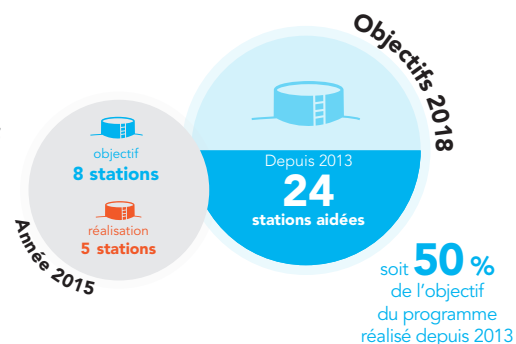 Objectifs 2018
objectif
8 stations
réalisation
5 stations
Année 2015
Depuis 2013
24
stations aidées
soit 50 %
de l'objectif
du programme
réalisé depuis 2013